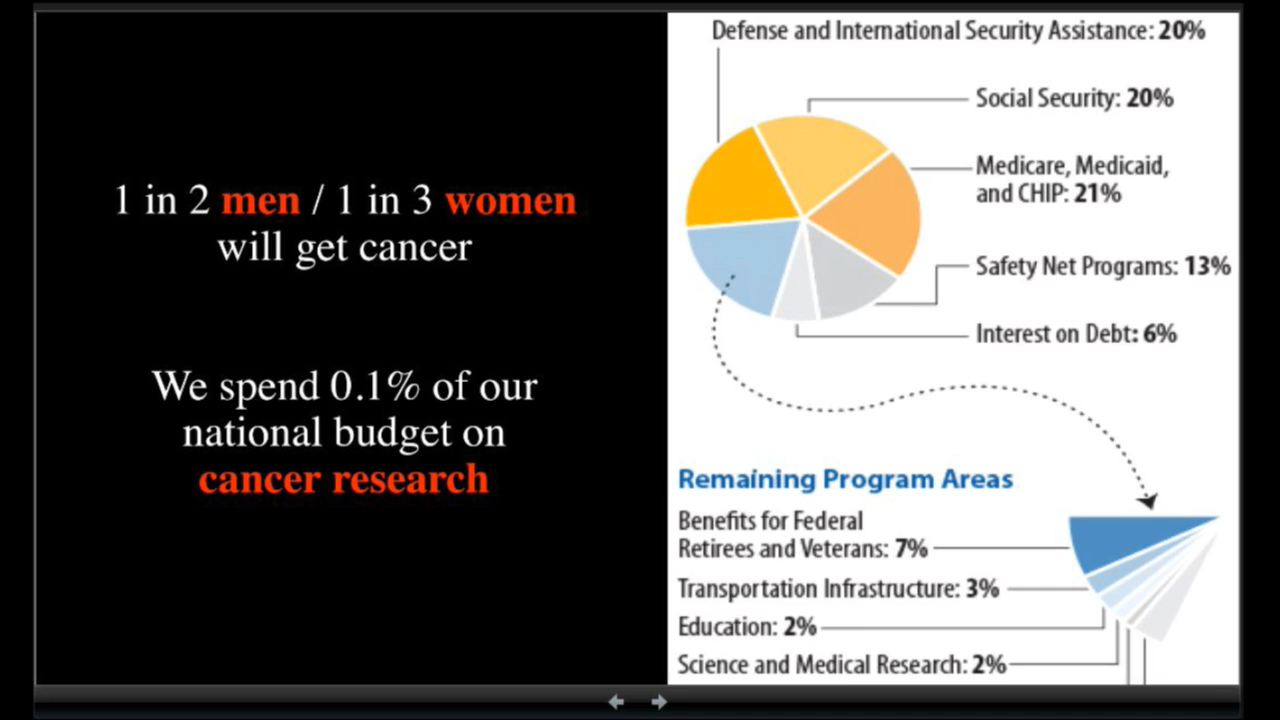 1 in 2 men / 1 in 3 women
will get cancer
We spend 0.1% of our
national budget on
cancer research
Defense and International Security Assistance: 20%
Social Security: 20%
Medicare, Medicaid,
and CHIP: 21%
Safety Net Programs: 13%
Interest on Debt: 6%
Remaining Program Areas
Benefits for Federal
Retirees and Veterans: 7%
Transportation Infrastructure: 3%
Education: 2%
Science and Medical Research: 2%